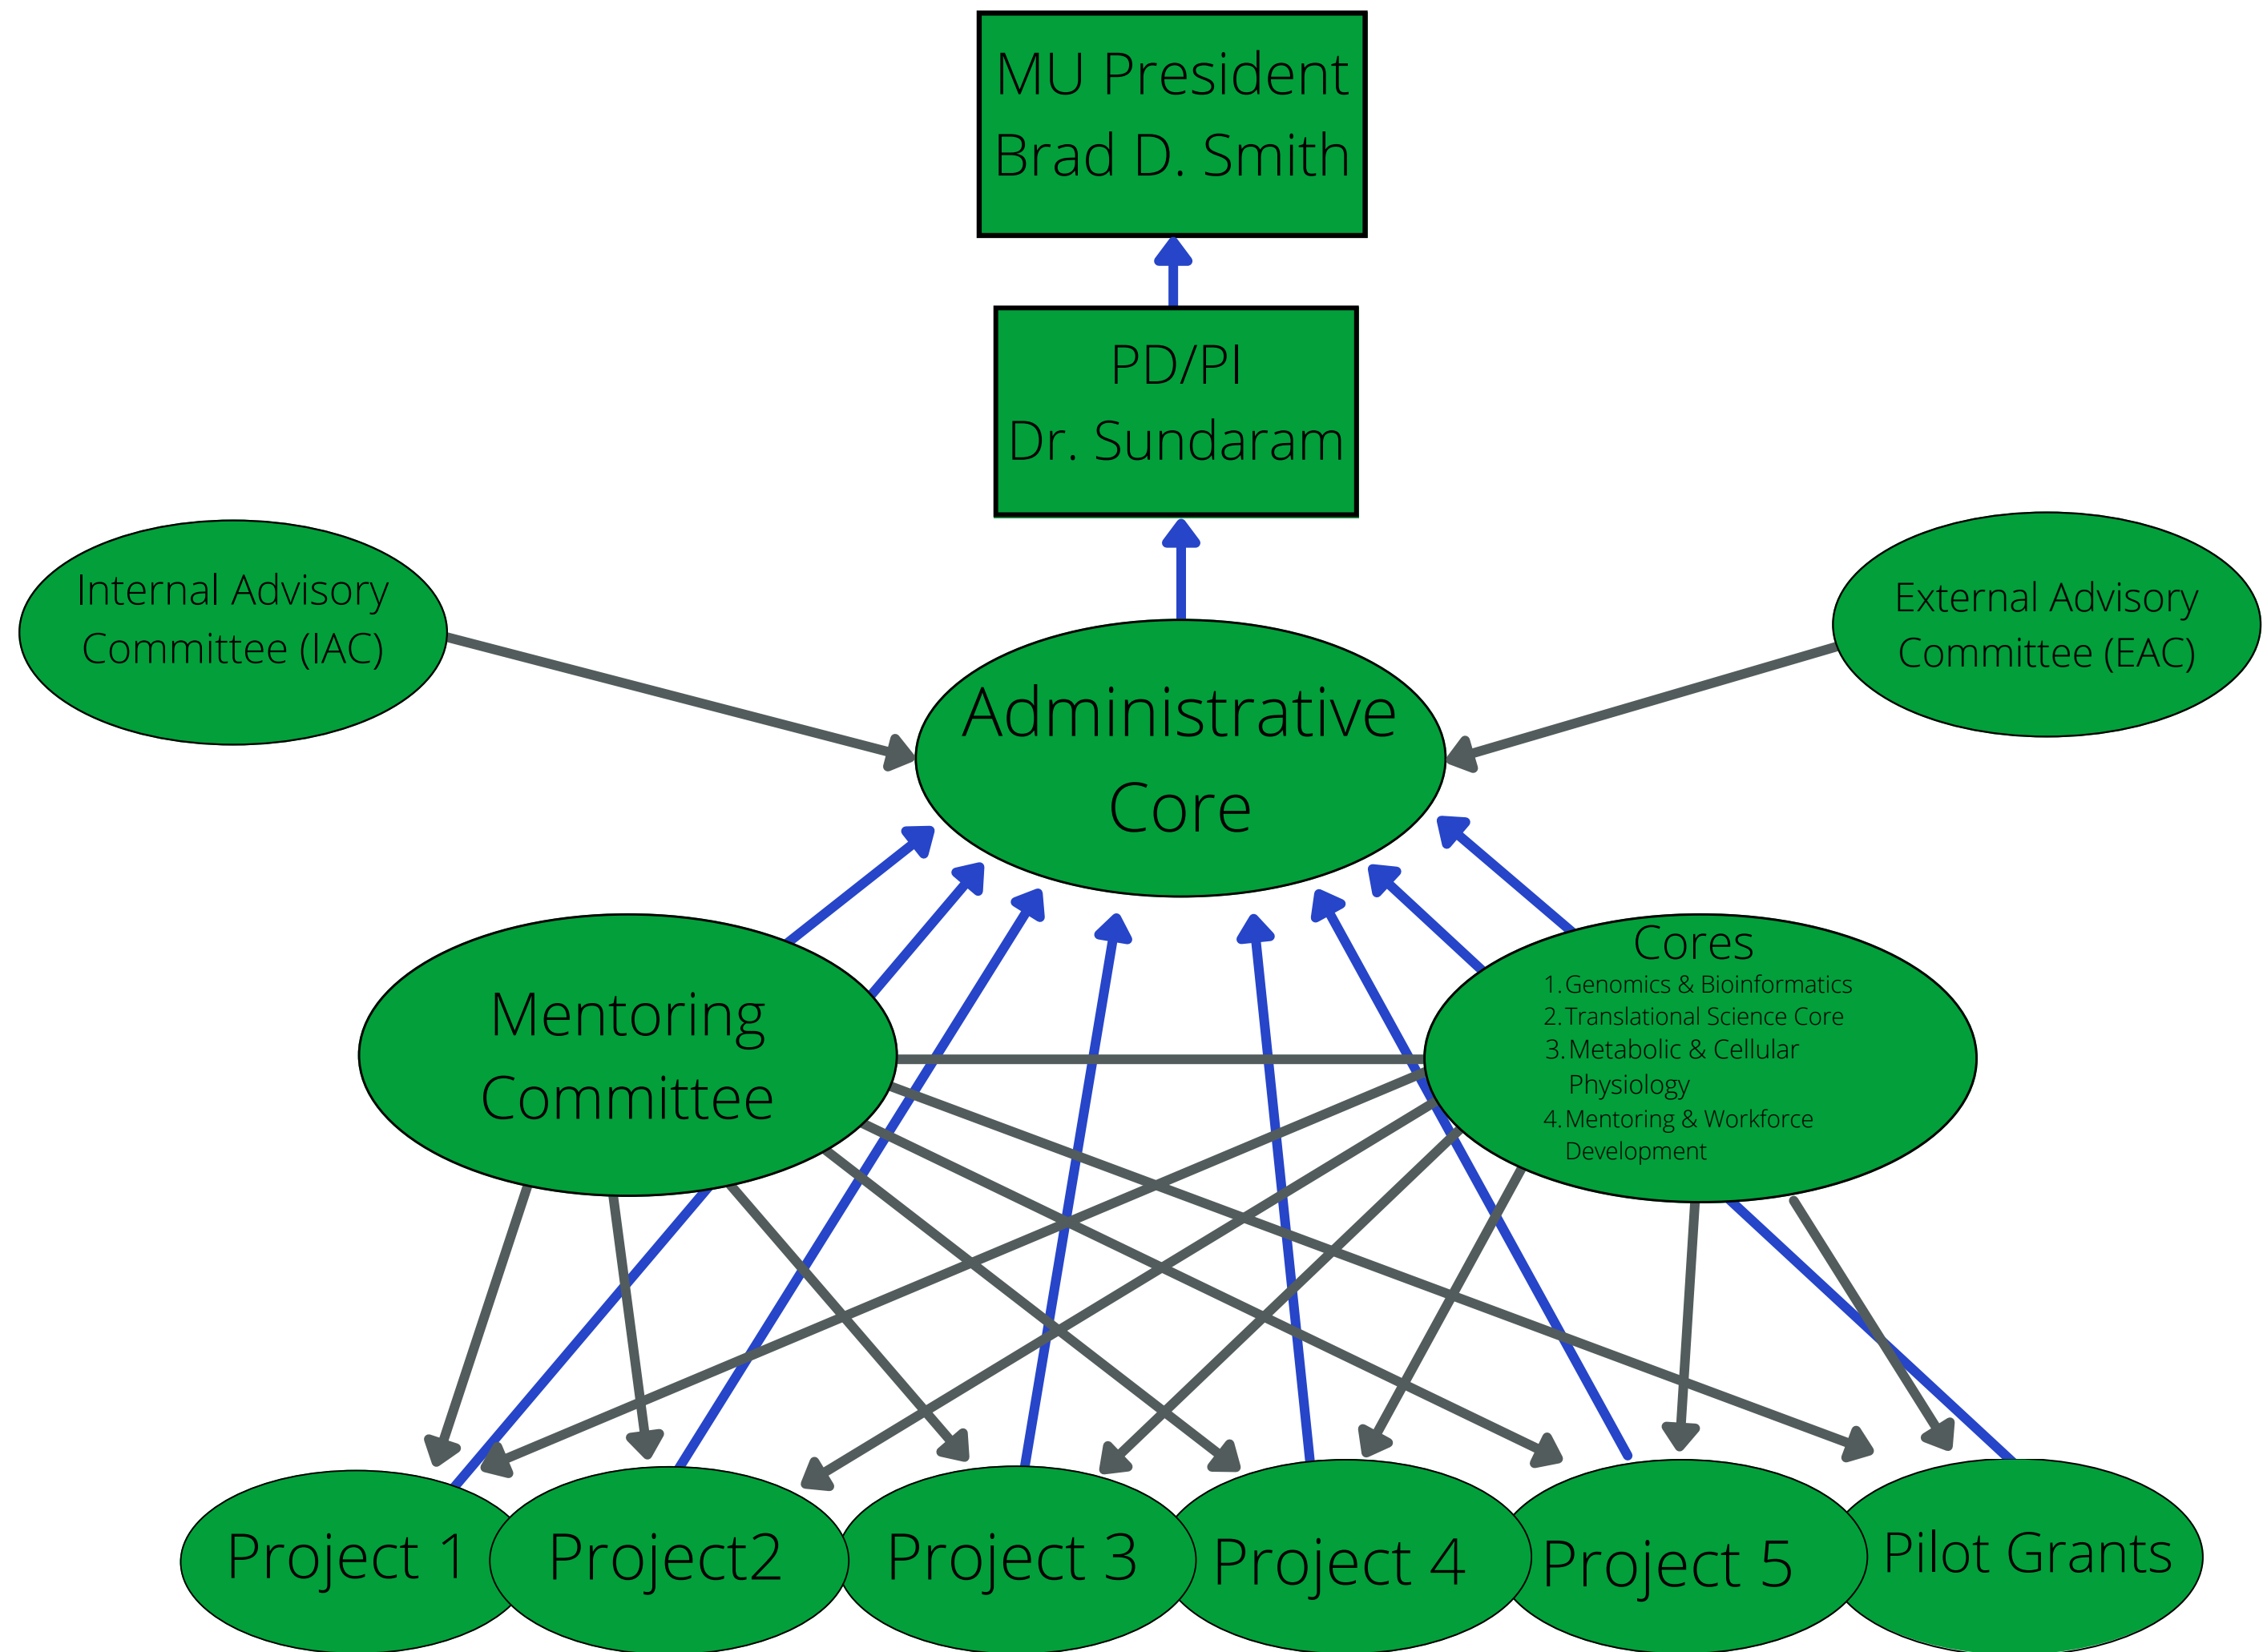 MU President
Brad D. Smith
PD/PI
Dr. Sundaram
Internal Advisory
Committee (IAC)
External Advisory
Committee (EAC)
Administrative
Core
Mentoring
Committee
Cores
1. Genomics & Bioinformatics
2. Translational Science Core
3. Metabolic & Cellular
Physiology
4. Mentoring & Workforce
Development
Project 1
Project2
Project 3
Project 4
Project 5
Pilot Grants